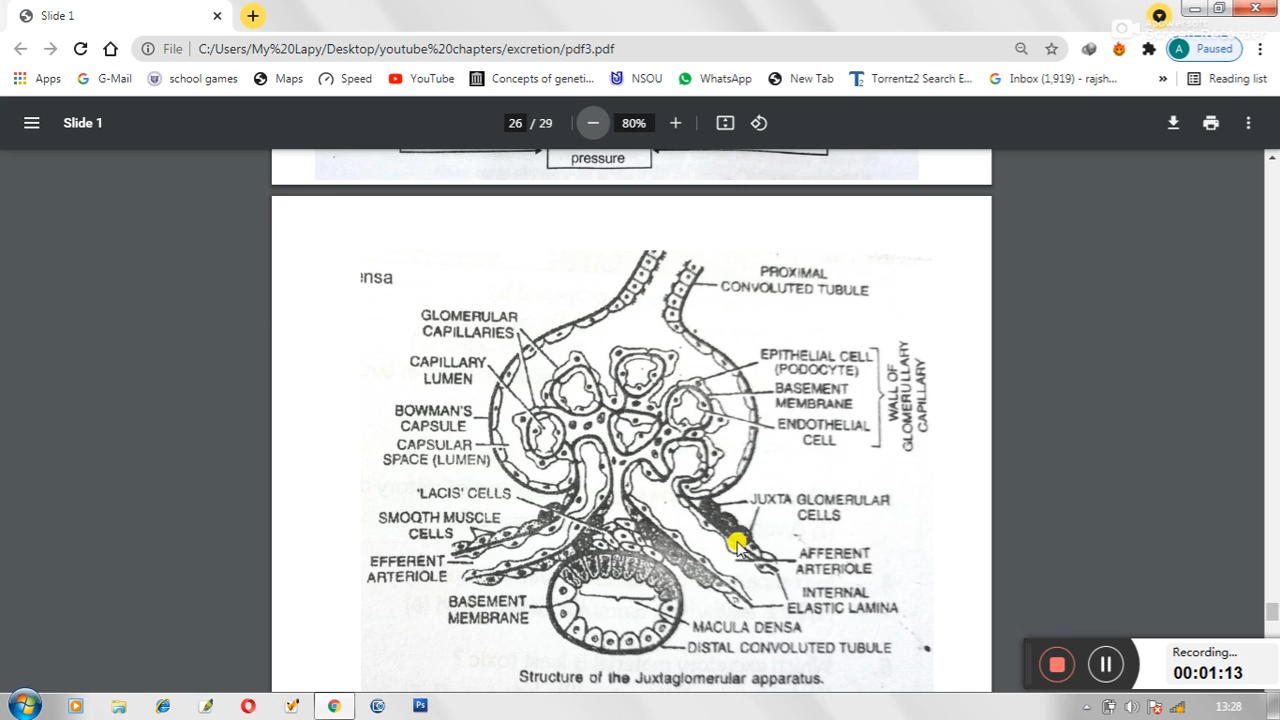 Slide 1
File
C:/Users/My%20Lapy/Desktop/youtube%20chapters/excretion/pdf3.pdf
A Paused
Apps
G-Mail
school games
Maps
Speed
YouTube
Concepts of geneti...
NSOU
WhatsApp
New Tab
Torrentz2 Search E...
Inbox (1,919) - rajsh...
»
Reading list
Slide 1
26 / 29
80%
pressure
ensa
PROXIMAL
CONVOLUTED TUBULE
GLOMERULAR
CAPILLARIES
CAPILLARY
LUMEN
BOWMAN'S
CAPSULE
CAPSULAR
SPACE (LUMEN)
'LACIS' CELLS
SMOOTH MUSCLE
CELLS
EFFERENT
ARTERIOLE
BASEMENT
MEMBRANE
EPITHELIAL CELL
(PODOCYTE)
BASEMENT
MEMBRANE
ENDOTHELIAL
CELL
WALL OF
GLOMERULLARY
CAPILLARY
JUXTA GLOMERULAR
CELLS
AFFERENT
ARTERIOLE
INTERNAL
ELASTIC LAMINA
MACULA DENSA
DISTAL CONVOLUTED TUBULE
Structure of the Juxtaglomerular apparatus.
Recording...
00:01:13
13:28